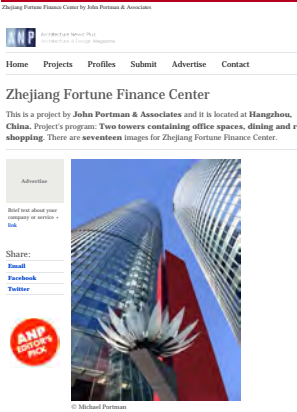 Zhejiang Fortune Finance Center by John Portman & Associates
ANP
Architecture News Plus
Architectural & Design Magazine
Home Projects Profiles Submit Advertise Contact
Zhejiang Fortune Finance Center
This is a project by John Portman & Associates and it is located at Hangzhou,
China. Project's program: Two towers containing office spaces, dining and r
shopping. There are seventeen images for Zhejiang Fortune Finance Center.
Advertise
Brief text about your
company or service +
link
Share:
Email
Facebook
Twitter
ANP
EDITOR'S
PICK
© Michael Portman